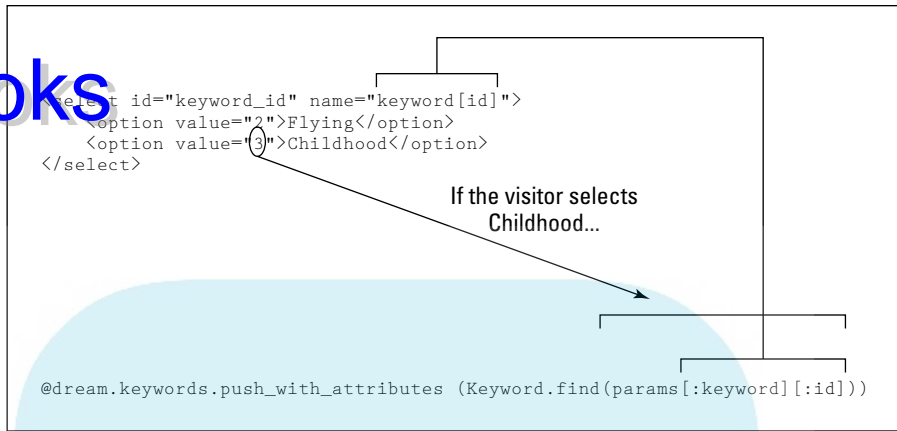 oks
<select id="keyword_id" name="keyword[id]">
<option value="2">Flying</option>
<option value="3">Childhood</option>
</select>
If the visitor selects
Childhood...
@dream.keywords.push_with_attributes (Keyword.find(params[:keyword][:id]))